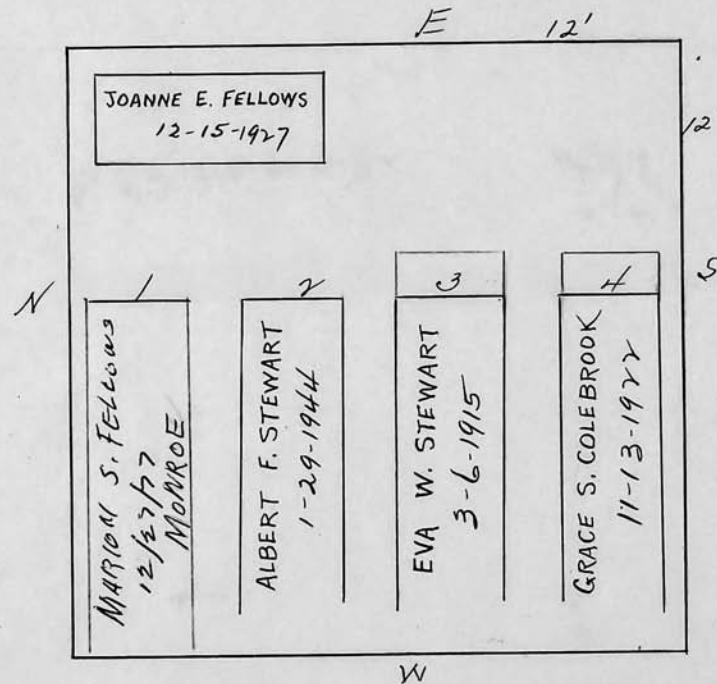 E 12'
JOANNE E. FELLOWS
12-15-1927
12
N
S
1
MARION S. FELLOWS
12/27/77
MONROE
2
ALBERT F. STEWART
1-29-1944
3
EVA W. STEWART
3-6-1915
4
GRACE S. COLEBROOK
11-13-1922
W